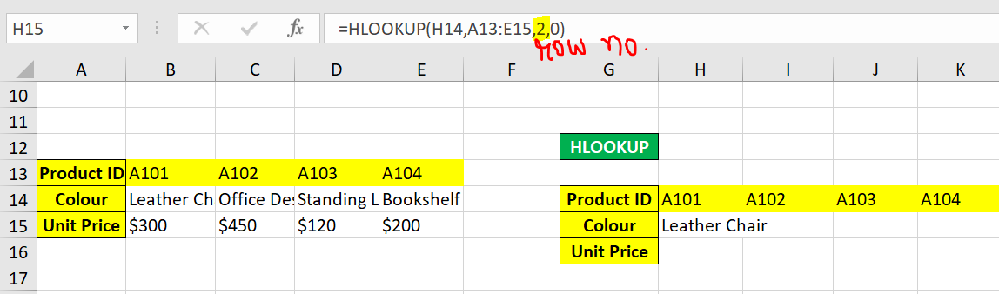 H15 fx =HLOOKUP(H14,A13:E15,2,0)
row no.
A B C D E F G H I J K
10
11
12 HLOOKUP
13 Product ID A101 A102 A103 A104
14 Colour Leather Ch Office Des Standing L Bookshelf Product ID A101 A102 A103 A104
15 Unit Price $300 $450 $120 $200 Colour Leather Chair
16 Unit Price
17